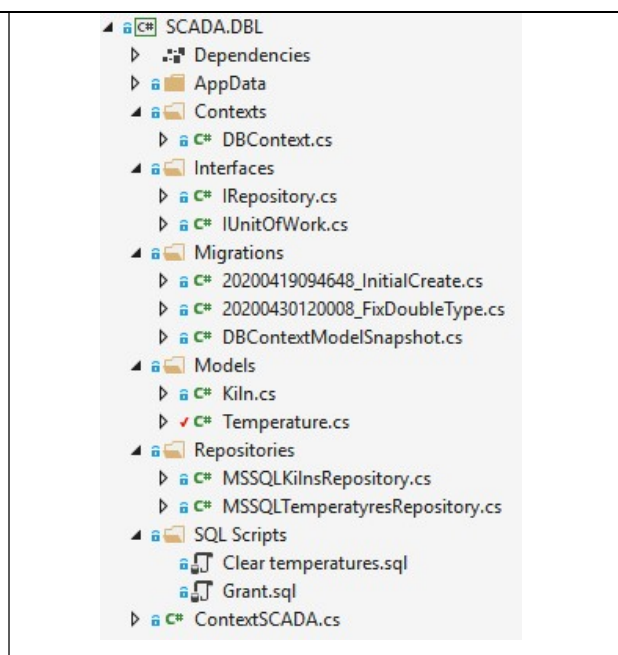 C# SCADA.DBL
Dependencies
AppData
Contexts
C# DBContext.cs
Interfaces
C# IRepository.cs
C# IUnitOfWork.cs
Migrations
C# 20200419094648_InitialCreate.cs
C# 20200430120008_FixDoubleType.cs
C# DBContextModelSnapshot.cs
Models
C# Kiln.cs
C# Temperature.cs
Repositories
C# MSSQLKilnsRepository.cs
C# MSSQLTemperatyresRepository.cs
SQL Scripts
Clear temperatures.sql
Grant.sql
C# ContextSCADA.cs